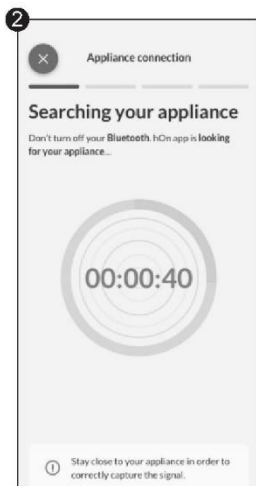 2
Appliance connection
Searching your appliance
Don't turn off your Bluetooth. hOn app is looking
for your appliance...
00:00:40
Stay close to your appliance in order to
correctly capture the signal.